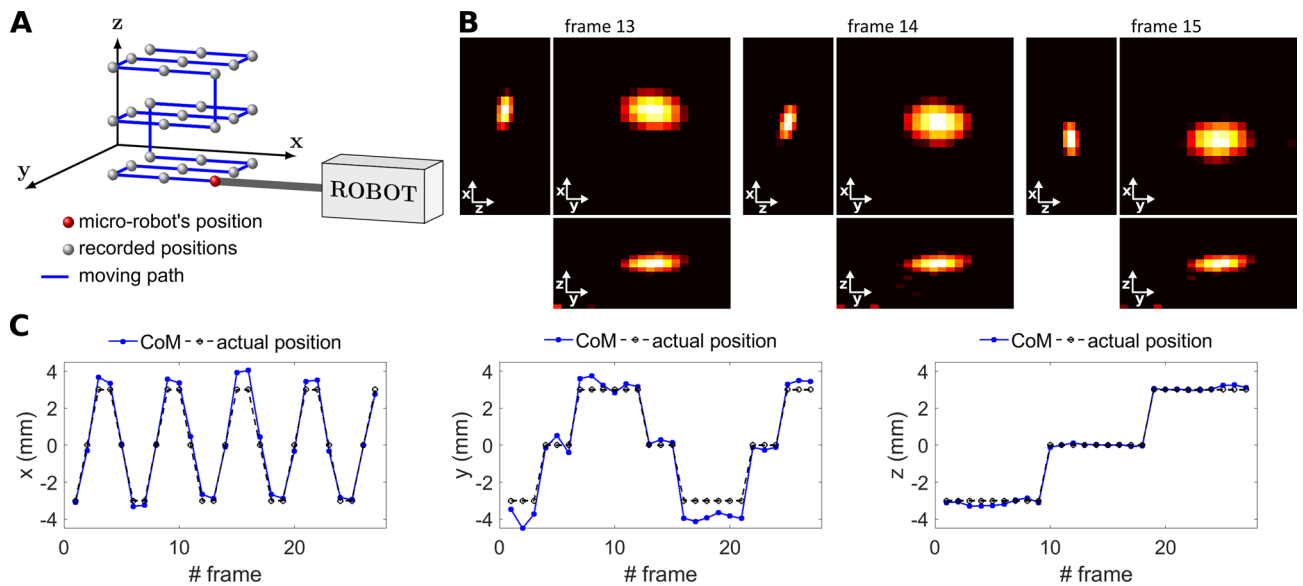 A
z
x
y
ROBOT
micro-robot's position
recorded positions
moving path
B
frame 13
frame 14
frame 15
x
z
x
y
z
y
x
z
x
y
z
y
x
z
x
y
z
y
C
CoM actual position
4
2
0
-2
-4
x (mm)
0 10 20
# frame
CoM actual position
4
2
0
-2
-4
y (mm)
0 10 20
# frame
CoM actual position
4
2
0
-2
-4
z (mm)
0 10 20
# frame